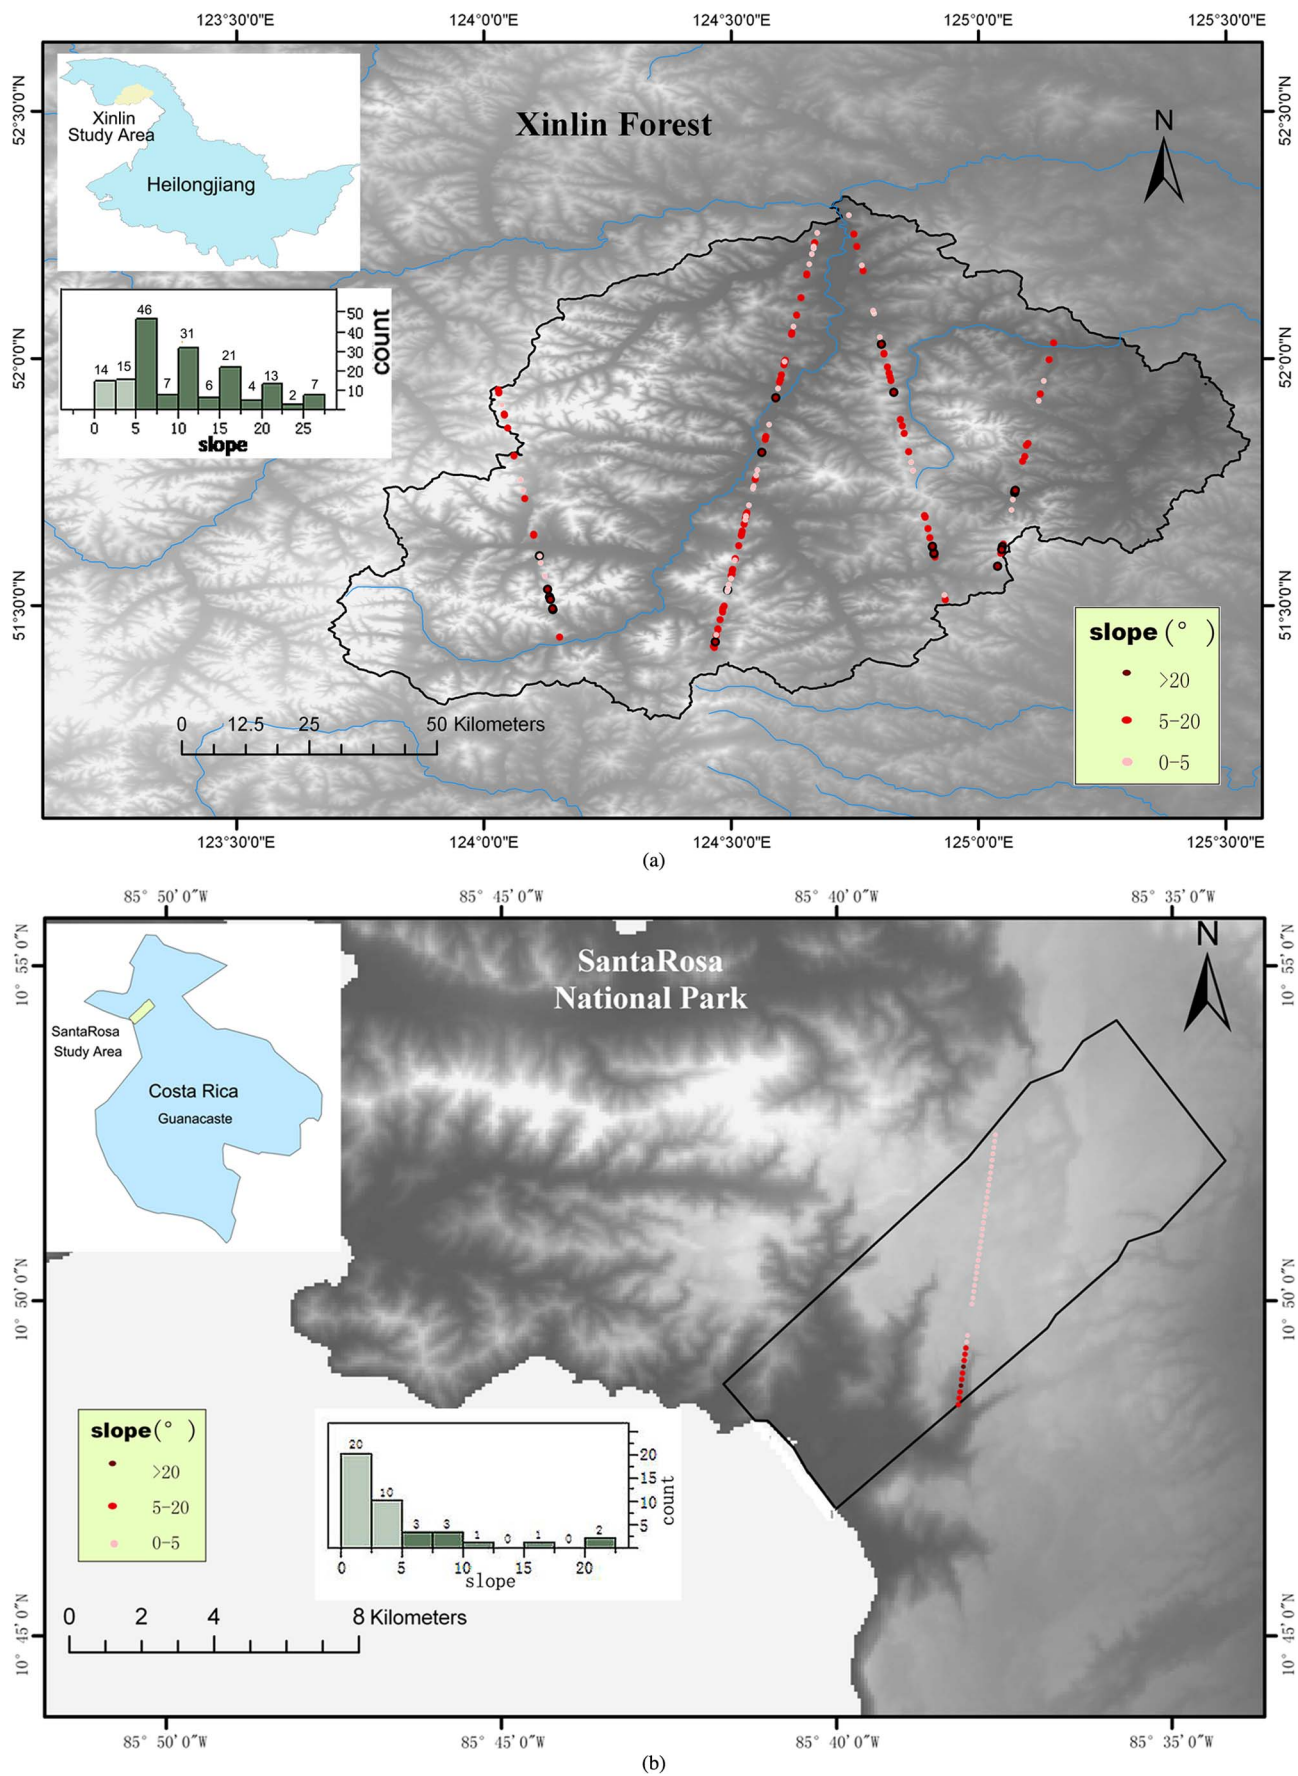 123°30'0"E 124°0'0"E 124°30'0"E 125°0'0"E 125°30'0"E
52°30'0"N
52°0'0"N
51°30'0"N
Xinlin
Study Area
Heilongjiang
Xinlin Forest
N
52°30'0"N
52°0'0"N
51°30'0"N
14 15 46 7 31 6 21 4 13 2 7
50
40
30
20
10
count
0 5 10 15 20 25
slope
slope(°)
>20
5-20
0-5
0 12.5 25 50 Kilometers
123°30'0"E 124°0'0"E 124°30'0"E 125°0'0"E 125°30'0"E
(a)
85° 50′ 0″W 85° 45′ 0″W 85° 40′ 0″W 85° 35′ 0″W
10° 55′ 0″N
10° 50′ 0″N
10° 45′ 0″N
SantaRosa
Study Area
Costa Rica
Guanacaste
SantaRosa
National Park
N
10° 55′ 0″N
10° 50′ 0″N
10° 45′ 0″N
slope(°)
>20
5-20
0-5
20 10 3 3 1 0 1 0 2
20
15
10
5
count
0 5 10 15 20
slope
0 2 4 8 Kilometers
85° 50′ 0″W 85° 45′ 0″W 85° 40′ 0″W 85° 35′ 0″W
(b)